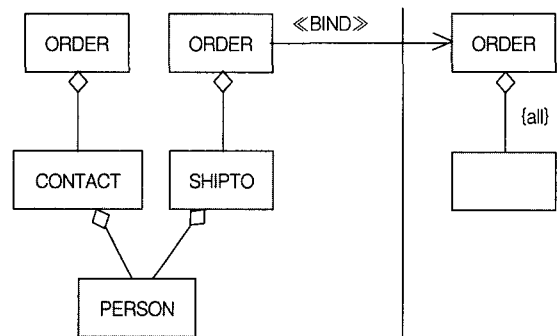 ORDER
ORDER
≪BIND≫
ORDER
{all}
CONTACT
SHIPTO
PERSON